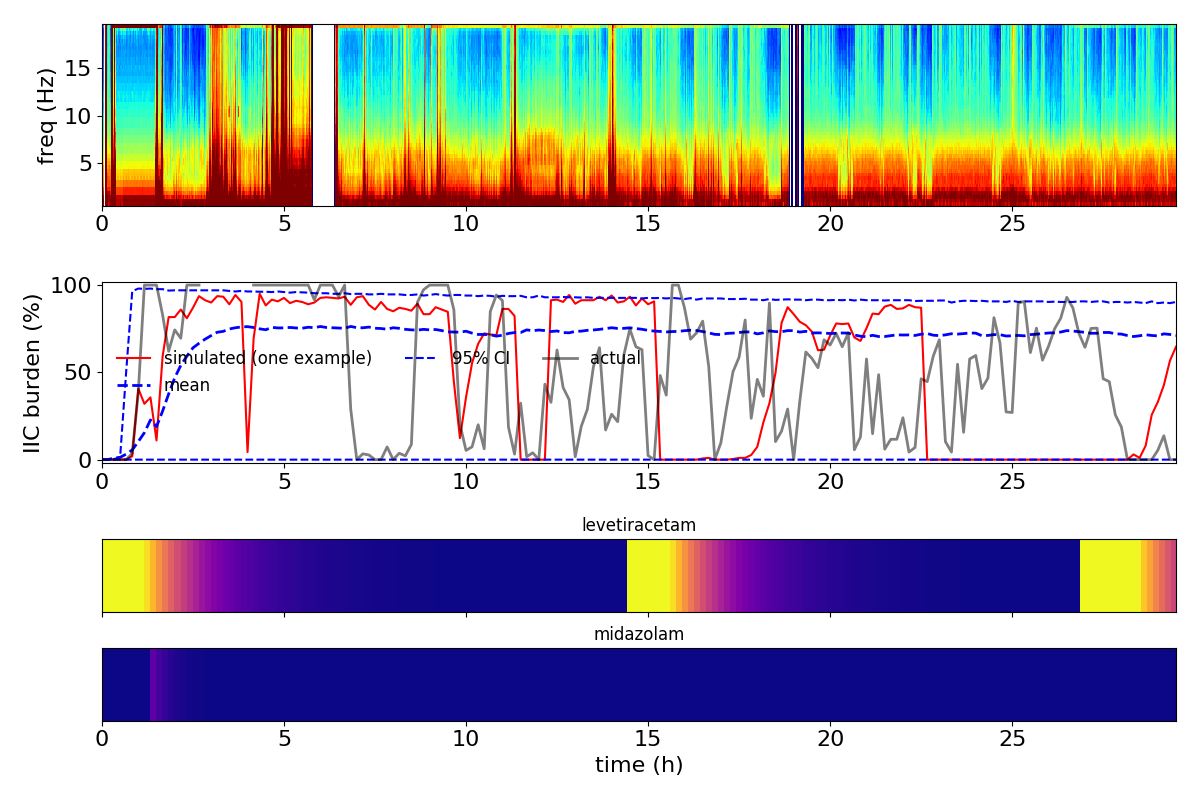 freq (Hz)
15
10
5
0 5 10 15 20 25
IIC burden (%)
100
50
0
simulated (one example) 95% CI actual
mean
0 5 10 15 20 25
levetiracetam
midazolam
0 5 10 15 20 25
time (h)